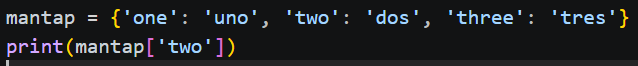 mantap = {'one': 'uno', 'two': 'dos', 'three': 'tres'}
print(mantap['two'])